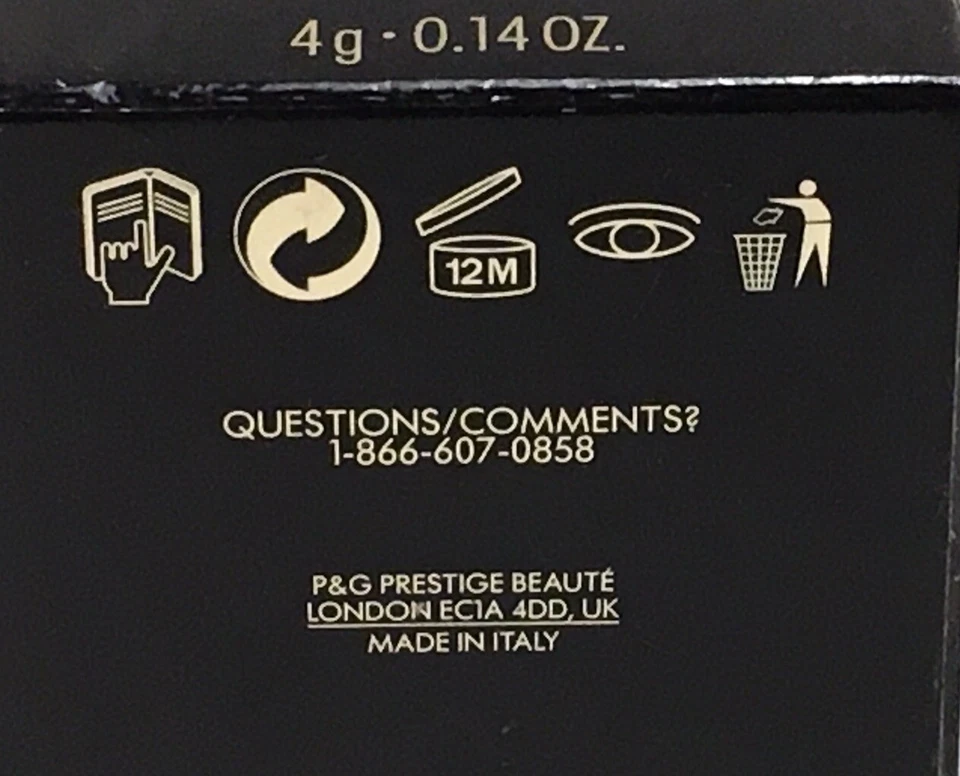 4g · 0.14 OZ.
12M
QUESTIONS/COMMENTS?
1-866-607-0858
P&G PRESTIGE BEAUTÉ
LONDON EC1A 4DD, UK
MADE IN ITALY